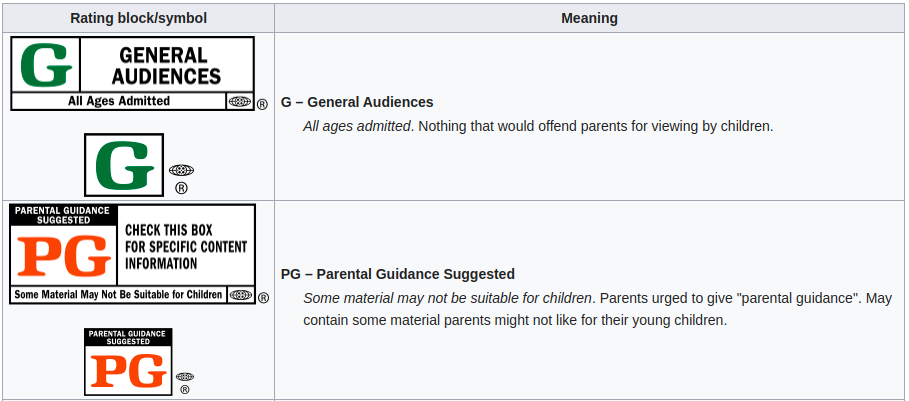 Rating block/symbol
Meaning
G
GENERAL
AUDIENCES
All Ages Admitted
®
G
®
G – General Audiences
All ages admitted. Nothing that would offend parents for viewing by children.
PARENTAL GUIDANCE
SUGGESTED
PG
CHECK THIS BOX
FOR SPECIFIC CONTENT
INFORMATION
Some Material May Not Be Suitable for Children
®
PARENTAL GUIDANCE
SUGGESTED
PG
®
PG – Parental Guidance Suggested
Some material may not be suitable for children. Parents urged to give "parental guidance". May
contain some material parents might not like for their young children.